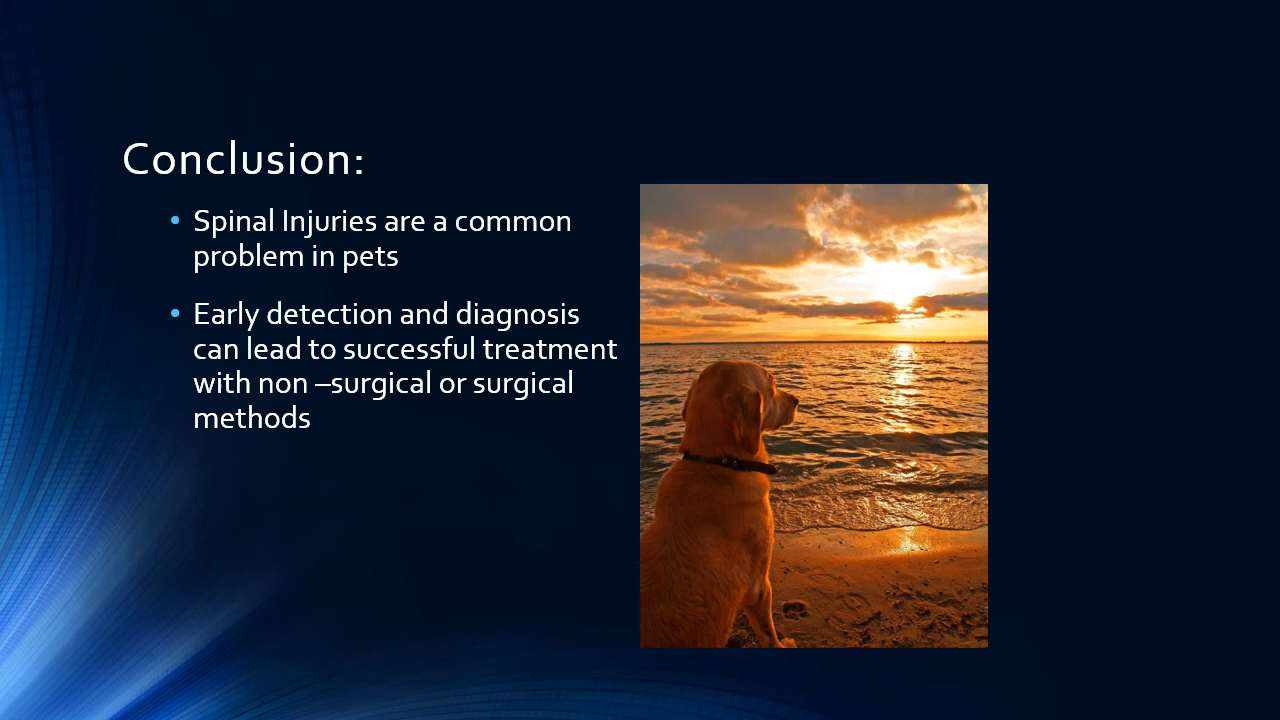 Conclusion:
• Spinal Injuries are a common
problem in pets
• Early detection and diagnosis
can lead to successful treatment
with non –surgical or surgical
methods